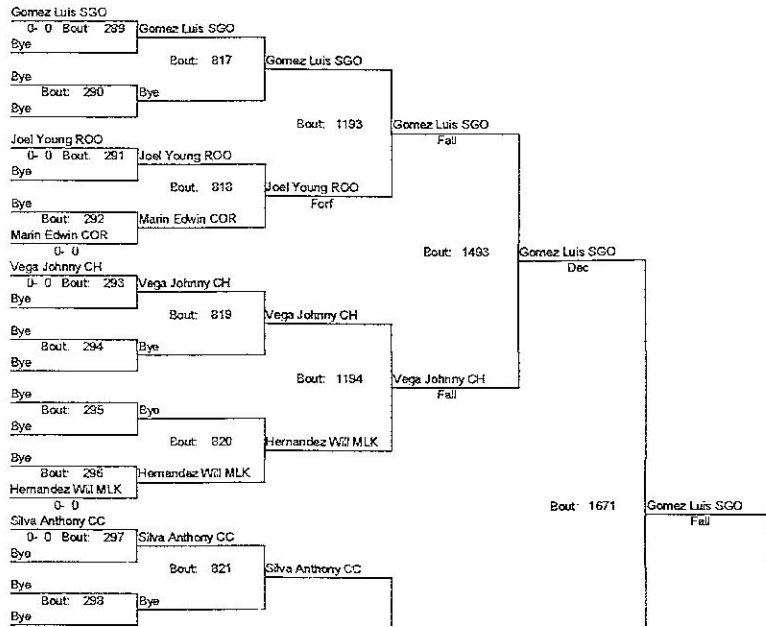 Gomez Luis SGO
0- 0 Bout: 289 Gomez Luis SGO
Bye
Bout: 817 Gomez Luis SGO
Bye
Bout: 290 Bye
Bye
Bout: 1193 Gomez Luis SGO
Fall
Joel Young ROO
0- 0 Bout. 291 Joel Young ROO
Bye
Bout. 818 Joel Young ROO
Forf
Bye
Bout: 292 Marin Edwin COR
Marin Edwin COR
0- 0
Bout: 1493 Gomez Luis SGO
Dec
Vega Johnny CH
0- 0 Bout: 293 Vega Johnny CH
Bye
Bout: 819 Vega Johnny CH
Bye
Bout. 294 Bye
Bye
Bout: 1194 Vega Johnny CH
Fall
Bye
Bout: 295 Bye
Bye
Bout: 820 Hernandez Will MLK
Bye
Bout: 296 Hernandez Will MLK
Hernandez Will MLK
0- 0
Bout: 1671 Gomez Luis SGO
Fall
Silva Anthony CC
0- 0 Bout: 297 Silva Anthony CC
Bye
Bout: 821 Silva Anthony CC
Bye
Bout: 298 Bye
Bye